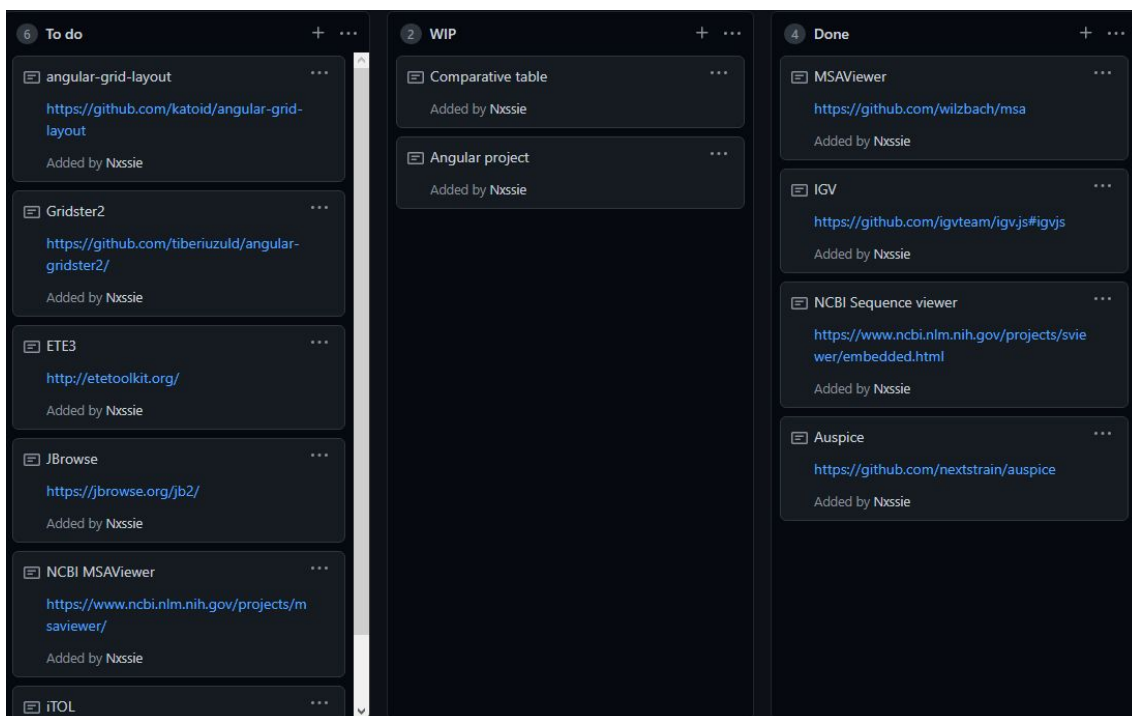 6 To do
angular-grid-layout
https://github.com/katoid/angular-grid-
layout
Added by Nxssie
Gridster2
https://github.com/tiberiuzuld/angular-
gridster2/
Added by Nxssie
ETE3
http://etetoolkit.org/
Added by Nxssie
JBrowse
https://jbrowse.org/jb2/
Added by Nxssie
NCBI MSAViewer
https://www.ncbi.nlm.nih.gov/projects/m
saviewer/
Added by Nxssie
iTOL
2 WIP
Comparative table
Added by Nxssie
Angular project
Added by Nxssie
4 Done
MSAViewer
https://github.com/wilzbach/msa
Added by Nxssie
IGV
https://github.com/igvteam/igv.js#igvjs
Added by Nxssie
NCBI Sequence viewer
https://www.ncbi.nlm.nih.gov/projects/svie
wer/embedded.html
Added by Nxssie
Auspice
https://github.com/nextstrain/auspice
Added by Nxssie